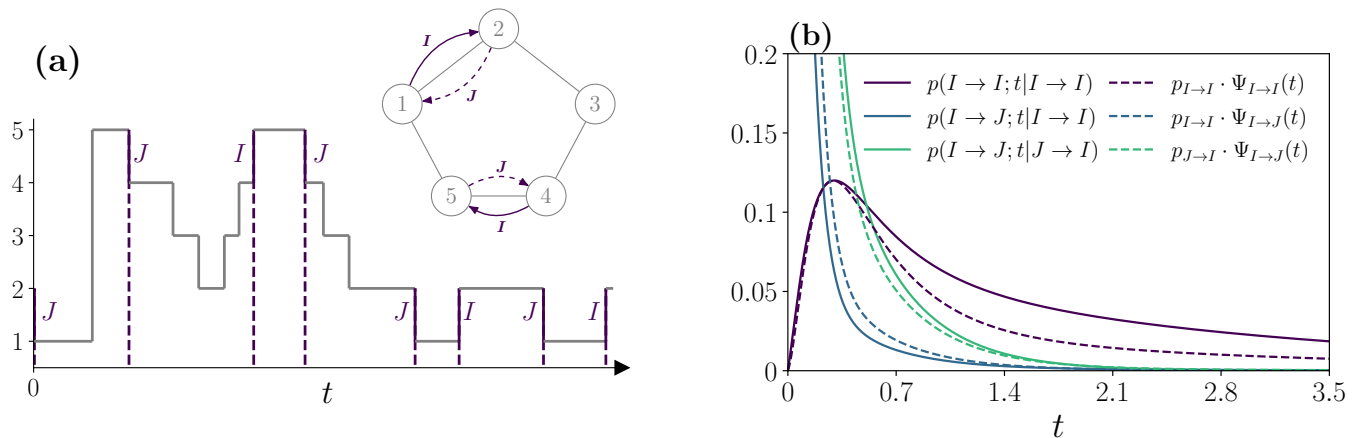 (a)
I
2
J
1
3
J
5
4
I
5
4
3
2
1
J
J
I
J
J
I
J
I
0
t
(b)
0.2
0.15
0.1
0.05
0
p(I → I; t|I → I)
p(I → J; t|I → I)
p(I → J; t|J → I)
p_{I→I} · Ψ_{I→I}(t)
p_{I→I} · Ψ_{I→J}(t)
p_{J→I} · Ψ_{I→J}(t)
0
0.7
1.4
2.1
2.8
3.5
t